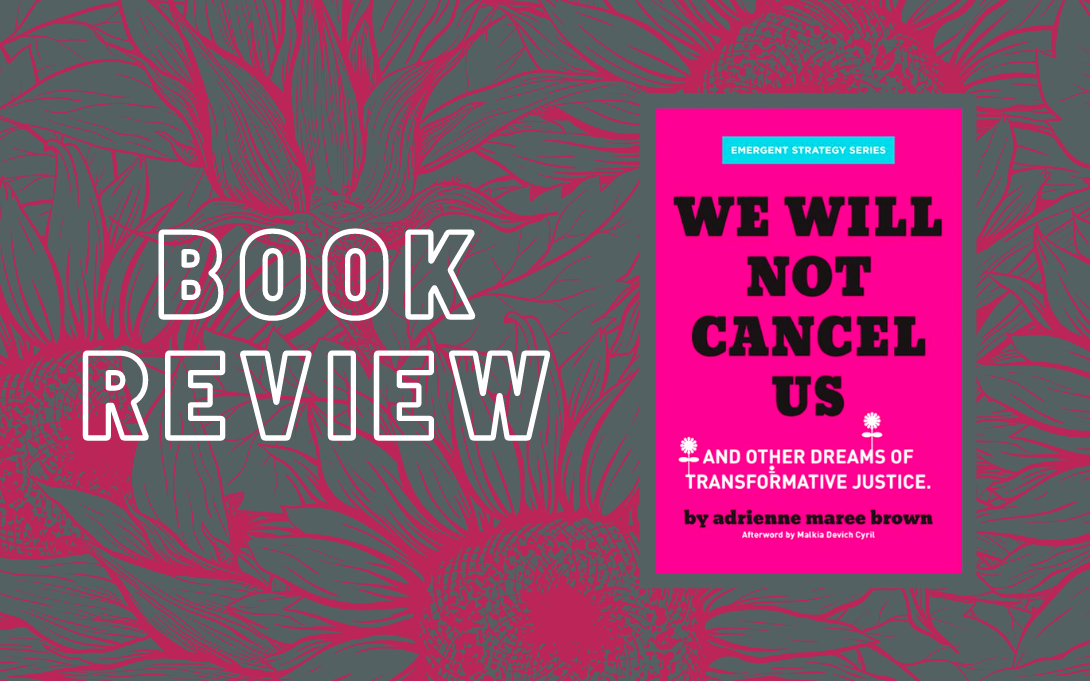 BOOK
REVIEW
EMERGENT STRATEGY SERIES
WE WILL
NOT
CANCEL
US
AND OTHER DREAMS OF
TRANSFORMATIVE JUSTICE.
by adrienne maree brown
Afterword by Malkia Devich Cyril